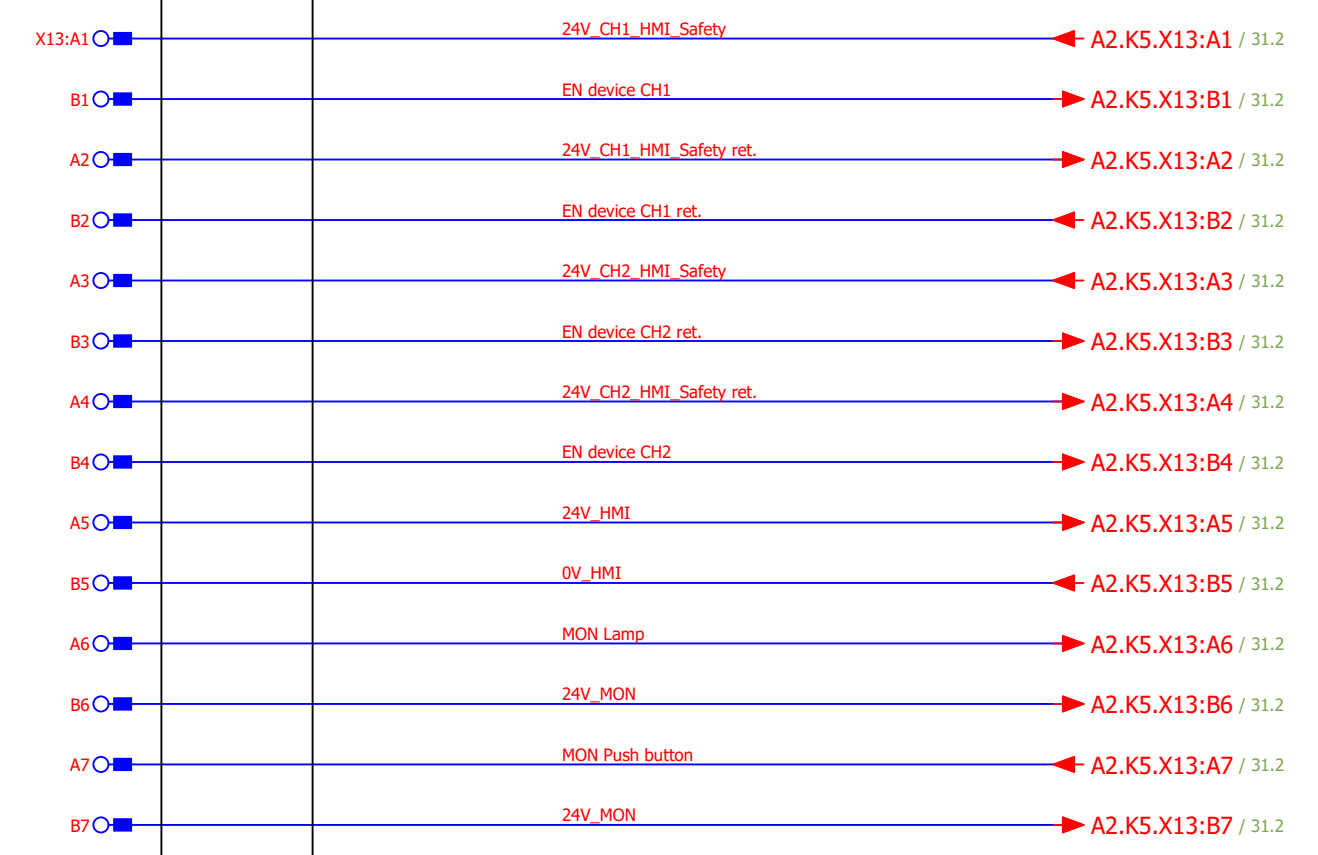 X13:A1 24V_CH1_HMI_Safety A2.K5.X13:A1 / 31.2
B1 EN device CH1 A2.K5.X13:B1 / 31.2
A2 24V_CH1_HMI_Safety ret. A2.K5.X13:A2 / 31.2
B2 EN device CH1 ret. A2.K5.X13:B2 / 31.2
A3 24V_CH2_HMI_Safety A2.K5.X13:A3 / 31.2
B3 EN device CH2 ret. A2.K5.X13:B3 / 31.2
A4 24V_CH2_HMI_Safety ret. A2.K5.X13:A4 / 31.2
B4 EN device CH2 A2.K5.X13:B4 / 31.2
A5 24V_HMI A2.K5.X13:A5 / 31.2
B5 0V_HMI A2.K5.X13:B5 / 31.2
A6 MON Lamp A2.K5.X13:A6 / 31.2
B6 24V_MON A2.K5.X13:B6 / 31.2
A7 MON Push button A2.K5.X13:A7 / 31.2
B7 24V_MON A2.K5.X13:B7 / 31.2